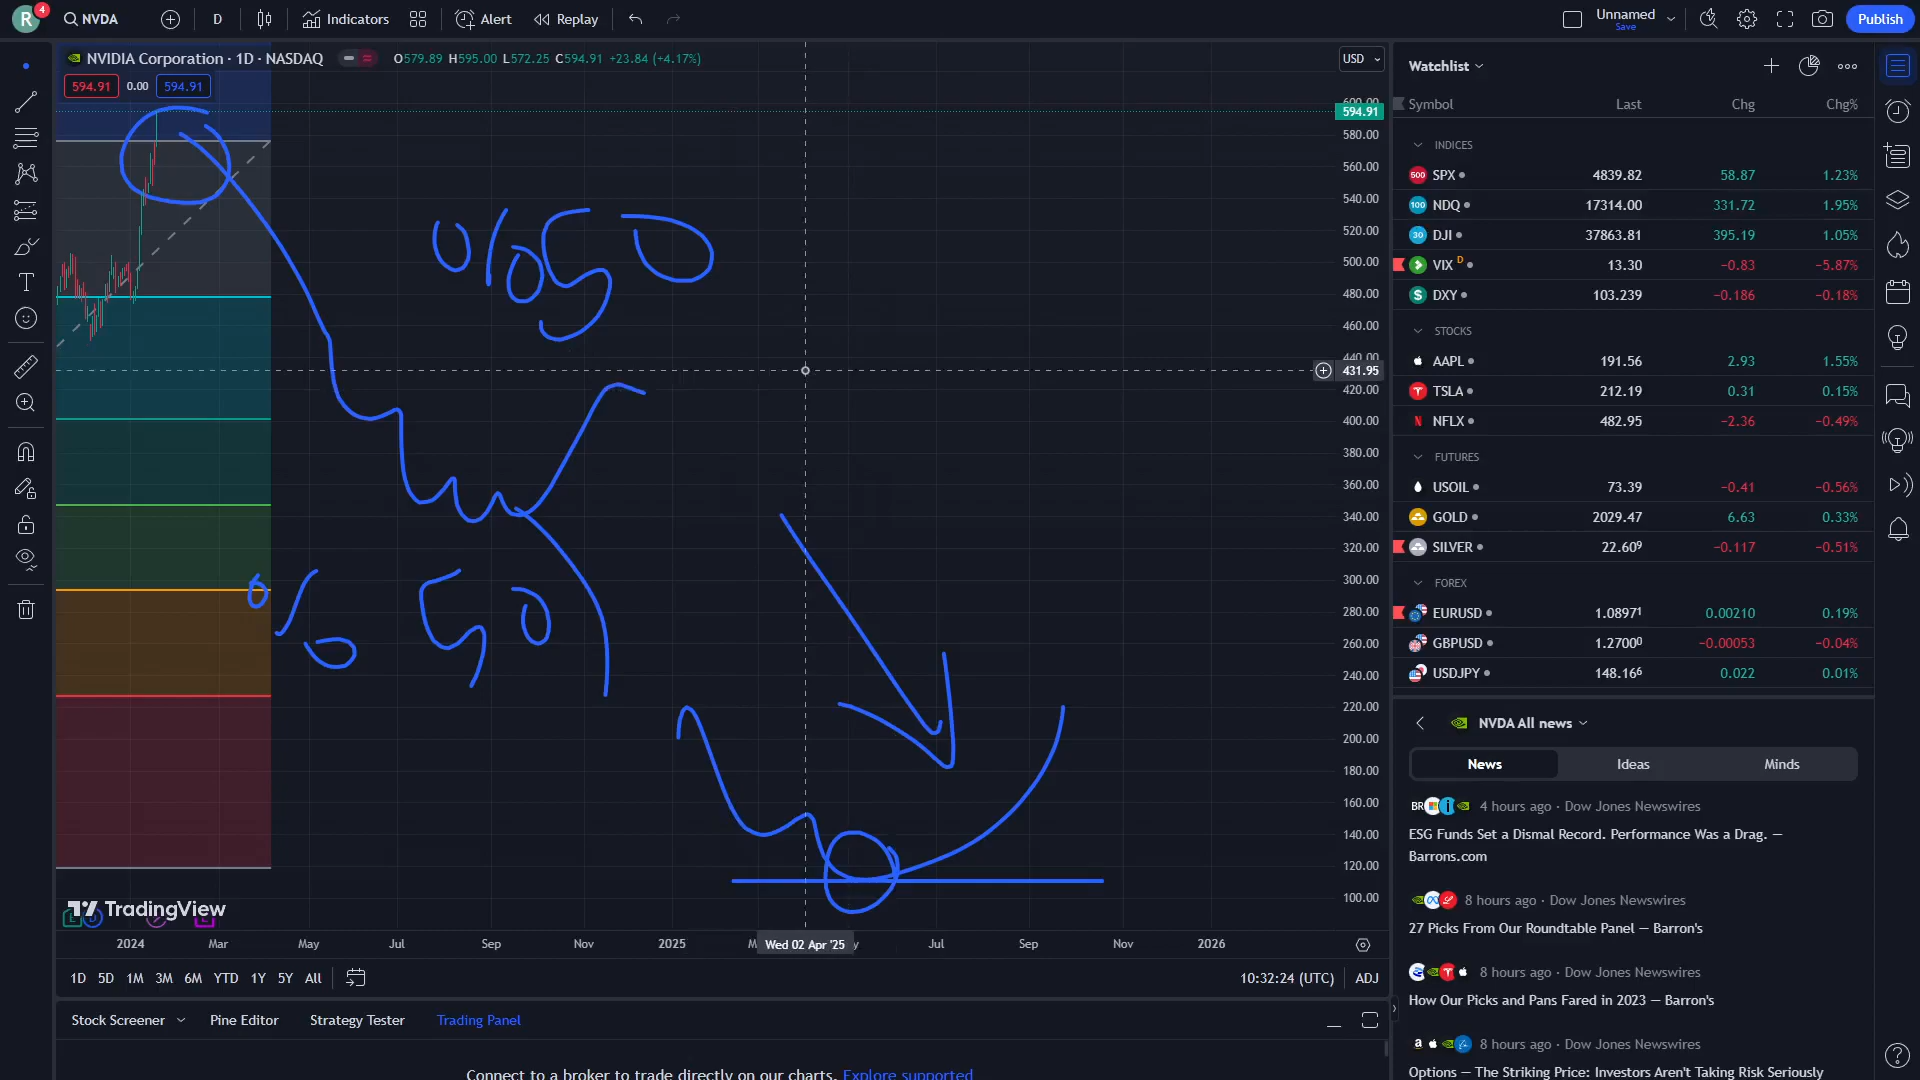 R 4 NVDA D Indicators Alert Replay Unnamed Save Publish
NVIDIA Corporation · 1D · NASDAQ O579.89 H595.00 L572.25 C594.91 +23.84 (+4.17%) USD
594.91 0.00 594.91
600.00
594.91
580.00
560.00
540.00
520.00
500.00
480.00
460.00
440.00
431.95
420.00
400.00
380.00
360.00
340.00
320.00
300.00
280.00
260.00
240.00
220.00
200.00
180.00
160.00
140.00
120.00
100.00
%50
% 50
TradingView
2024 Mar May Jul Sep Nov 2025 Wed 02 Apr '25 Jul Sep Nov 2026
1D 5D 1M 3M 6M YTD 1Y 5Y All 10:32:24 (UTC) ADJ
Stock Screener Pine Editor Strategy Tester Trading Panel
Connect to a broker to trade directly on our charts. Explore supported
Watchlist
Symbol Last Chg Chg%
INDICES
SPX 4839.82 58.87 1.23%
NDQ 17314.00 331.72 1.95%
DJI 37863.81 395.19 1.05%
VIX D 13.30 −0.83 −5.87%
DXY 103.239 −0.186 −0.18%
STOCKS
AAPL 191.56 2.93 1.55%
TSLA 212.19 0.31 0.15%
NFLX 482.95 −2.36 −0.49%
FUTURES
USOIL 73.39 −0.41 −0.56%
GOLD 2029.47 6.63 0.33%
SILVER 22.609 −0.117 −0.51%
FOREX
EURUSD 1.08971 0.00210 0.19%
GBPUSD 1.27000 −0.00053 −0.04%
USDJPY 148.166 0.022 0.01%
NVDA All news
News Ideas Minds
4 hours ago · Dow Jones Newswires
ESG Funds Set a Dismal Record. Performance Was a Drag. —
Barrons.com
8 hours ago · Dow Jones Newswires
27 Picks From Our Roundtable Panel — Barron's
8 hours ago · Dow Jones Newswires
How Our Picks and Pans Fared in 2023 — Barron's
8 hours ago · Dow Jones Newswires
Options — The Striking Price: Investors Aren't Taking Risk Seriously